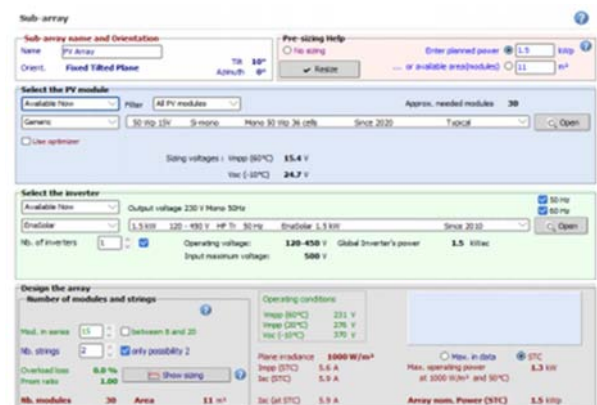 Sub-array
Sub-array name and Orientation
Name PV Array
Orient. Fixed Tilted Plane
Tilt 10°
Azimuth 0°
Pre-sizing Help
No sizing
Enter planned power 1.5 kWp
Resize
... or available area(modules) 11 m²
Select the PV module
Available Now Filter All PV modules Approx. needed modules 30
Generic 50 Wp 15V Si-mono Mono 50 Wp 36 cells Since 2020 Typical Open
Use optimizer
Sizing voltages : Vmpp (60°C) 15.4 V
Voc (-10°C) 24.7 V
Select the inverter
Available Now Output voltage 230 V Mono 50Hz
50 Hz
60 Hz
EnaSolar 1.5 kW 120 - 450 V HF Tr 50 Hz EnaSolar 1.5 kW Since 2010 Open
Nb. of inverters 1 Operating voltage: 120-450 V Global Inverter's power 1.5 kWac
Input maximum voltage: 500 V
Design the array
Number of modules and strings
Mod. in series 15 between 8 and 20
Nb. strings 2 only possibility 2
Overload loss 0.0 %
Pnom ratio 1.00
Show sizing
Nb. modules 30 Area 11 m²
Operating conditions
Vmpp (60°C) 231 V
Vmpp (20°C) 276 V
Voc (-10°C) 370 V
Plane irradiance 1000 W/m²
Impp (STC) 5.6 A
Isc (STC) 5.9 A
Isc (at STC) 5.9 A
Max. in data STC
Max. operating power 1.3 kW
at 1000 W/m² and 50°C)
Array nom. Power (STC) 1.5 kWp